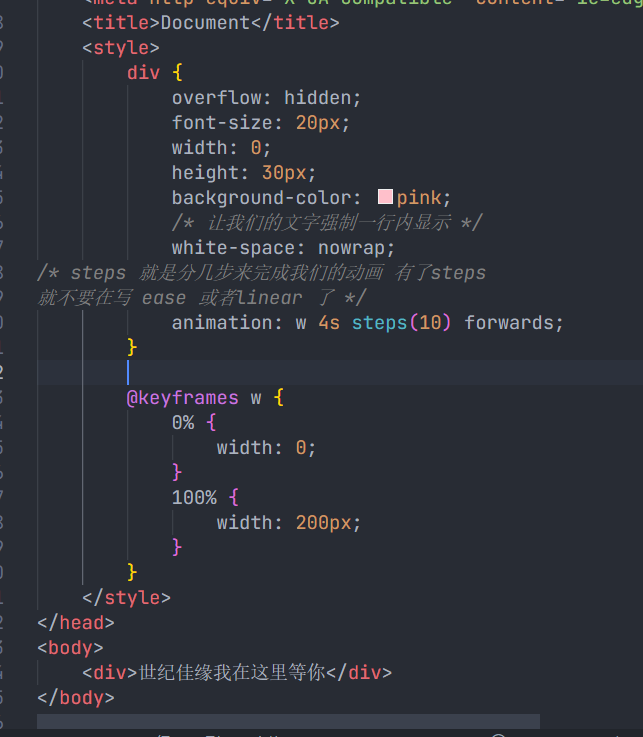 <meta http-equiv="X-UA-Compatible" content="ie=edg
<title>Document</title>
<style>
div {
overflow: hidden;
font-size: 20px;
width: 0;
height: 30px;
background-color: pink;
/* 让我们的文字强制一行内显示 */
white-space: nowrap;
/* steps 就是分几步来完成我们的动画 有了steps
就不要在写 ease 或者linear 了 */
animation: w 4s steps(10) forwards;
}
@keyframes w {
0% {
width: 0;
}
100% {
width: 200px;
}
}
</style>
</head>
<body>
<div>世纪佳缘我在这里等你</div>
</body>